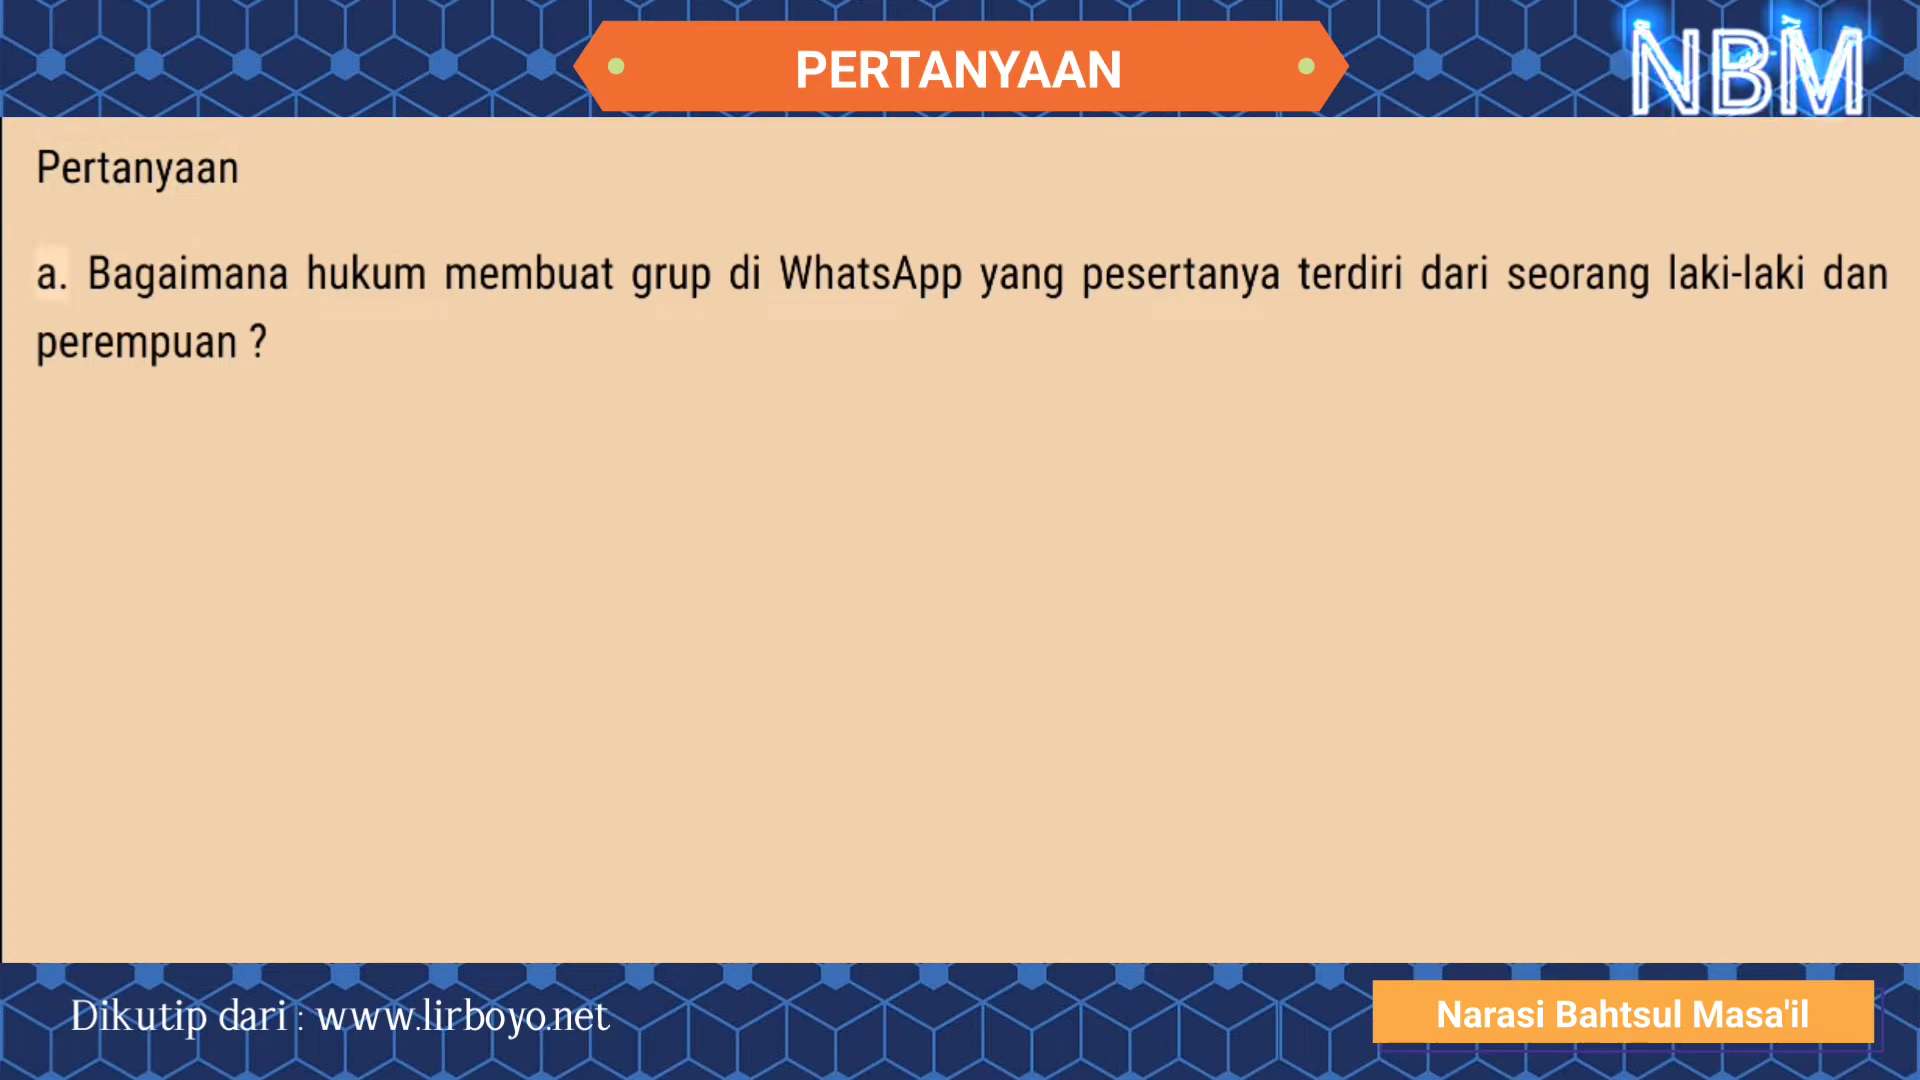 PERTANYAAN
NBM
Pertanyaan
a. Bagaimana hukum membuat grup di WhatsApp yang pesertanya terdiri dari seorang laki-laki dan
perempuan ?
Dikutip dari : www.lirboyo.net
Narasi Bahtsul Masa'il